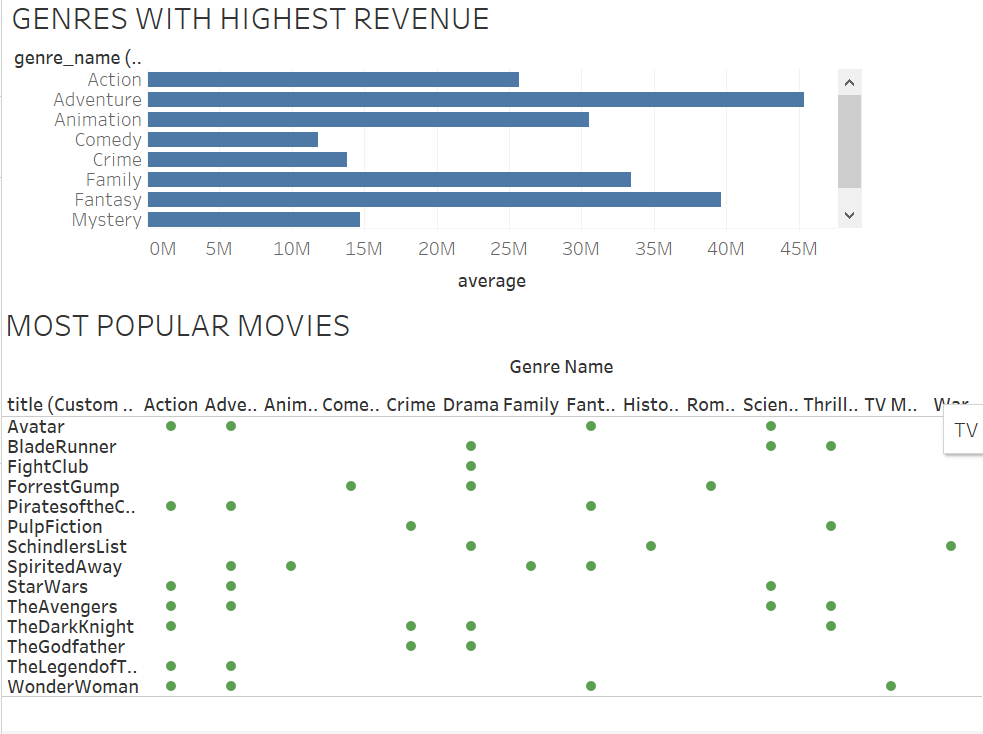 GENRES WITH HIGHEST REVENUE
genre_name (..
Action
Adventure
Animation
Comedy
Crime
Family
Fantasy
Mystery
0M 5M 10M 15M 20M 25M 30M 35M 40M 45M
average
MOST POPULAR MOVIES
Genre Name
title (Custom .. Action Adve.. Anim.. Come.. Crime Drama Family Fant.. Histo.. Rom.. Scien.. Thrill.. TV M.. War
TV
Avatar
BladeRunner
FightClub
ForrestGump
PiratesoftheC..
PulpFiction
SchindlersList
SpiritedAway
StarWars
TheAvengers
TheDarkKnight
TheGodfather
TheLegendofT..
WonderWoman